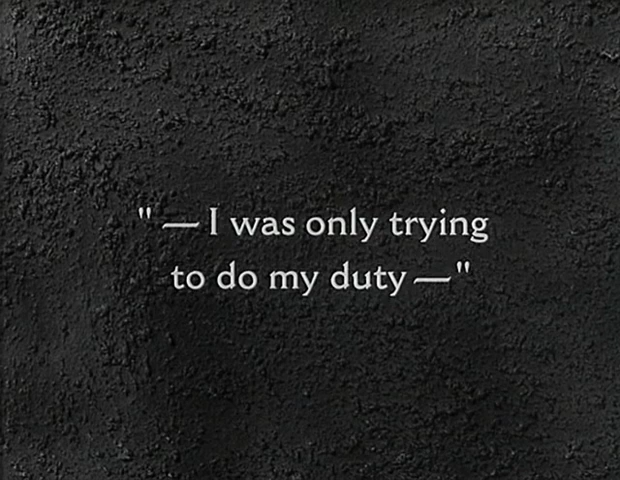 "— I was only trying
to do my duty —"